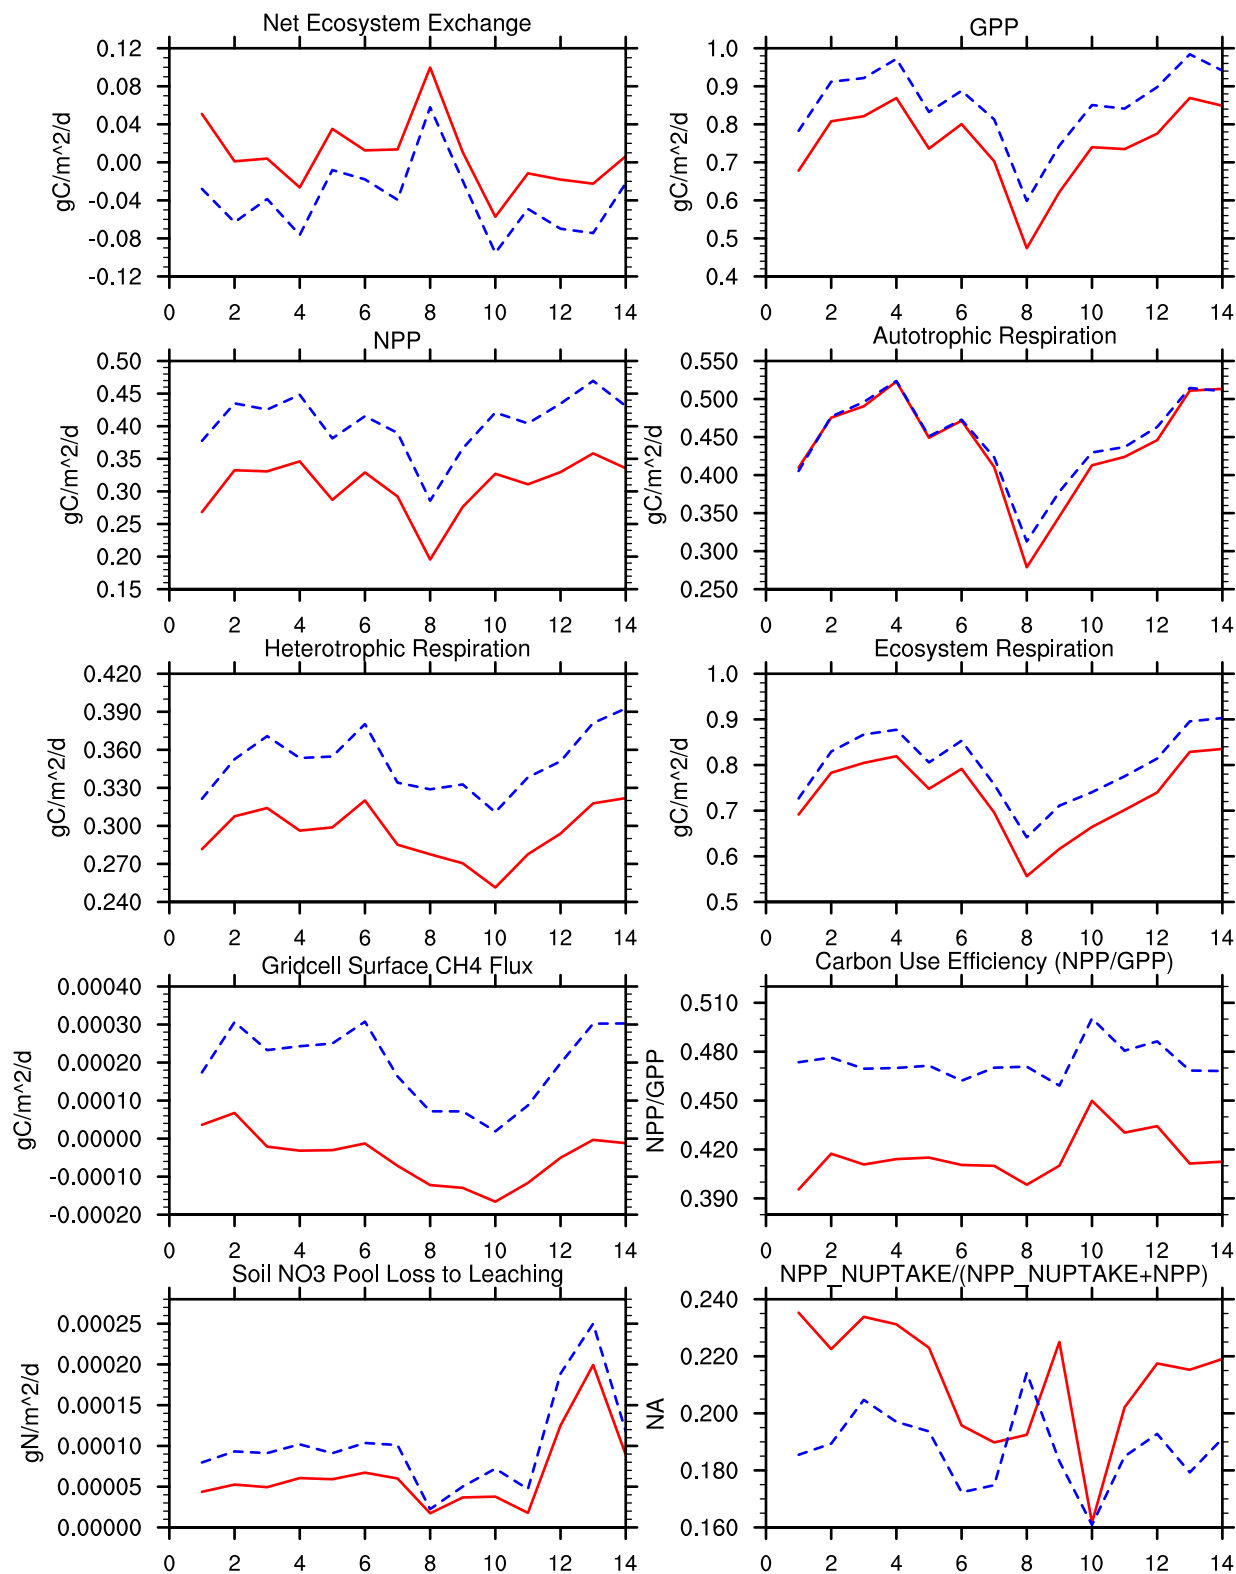 Net Ecosystem Exchange
gC/m^2/d
0.12
0.08
0.04
0.00
-0.04
-0.08
-0.12
0 2 4 6 8 10 12 14
GPP
gC/m^2/d
1.0
0.9
0.8
0.7
0.6
0.5
0.4
0 2 4 6 8 10 12 14
NPP
gC/m^2/d
0.50
0.45
0.40
0.35
0.30
0.25
0.20
0.15
0 2 4 6 8 10 12 14
Autotrophic Respiration
gC/m^2/d
0.550
0.500
0.450
0.400
0.350
0.300
0.250
0 2 4 6 8 10 12 14
Heterotrophic Respiration
gC/m^2/d
0.420
0.390
0.360
0.330
0.300
0.270
0.240
0 2 4 6 8 10 12 14
Ecosystem Respiration
gC/m^2/d
1.0
0.9
0.8
0.7
0.6
0.5
0 2 4 6 8 10 12 14
Gridcell Surface CH4 Flux
gC/m^2/d
0.00040
0.00030
0.00020
0.00010
0.00000
-0.00010
-0.00020
0 2 4 6 8 10 12 14
Carbon Use Efficiency (NPP/GPP)
NPP/GPP
0.510
0.480
0.450
0.420
0.390
0 2 4 6 8 10 12 14
Soil NO3 Pool Loss to Leaching
gN/m^2/d
0.00025
0.00020
0.00015
0.00010
0.00005
0.00000
0 2 4 6 8 10 12 14
NPP_NUPTAKE/(NPP_NUPTAKE+NPP)
NA
0.240
0.220
0.200
0.180
0.160
0 2 4 6 8 10 12 14